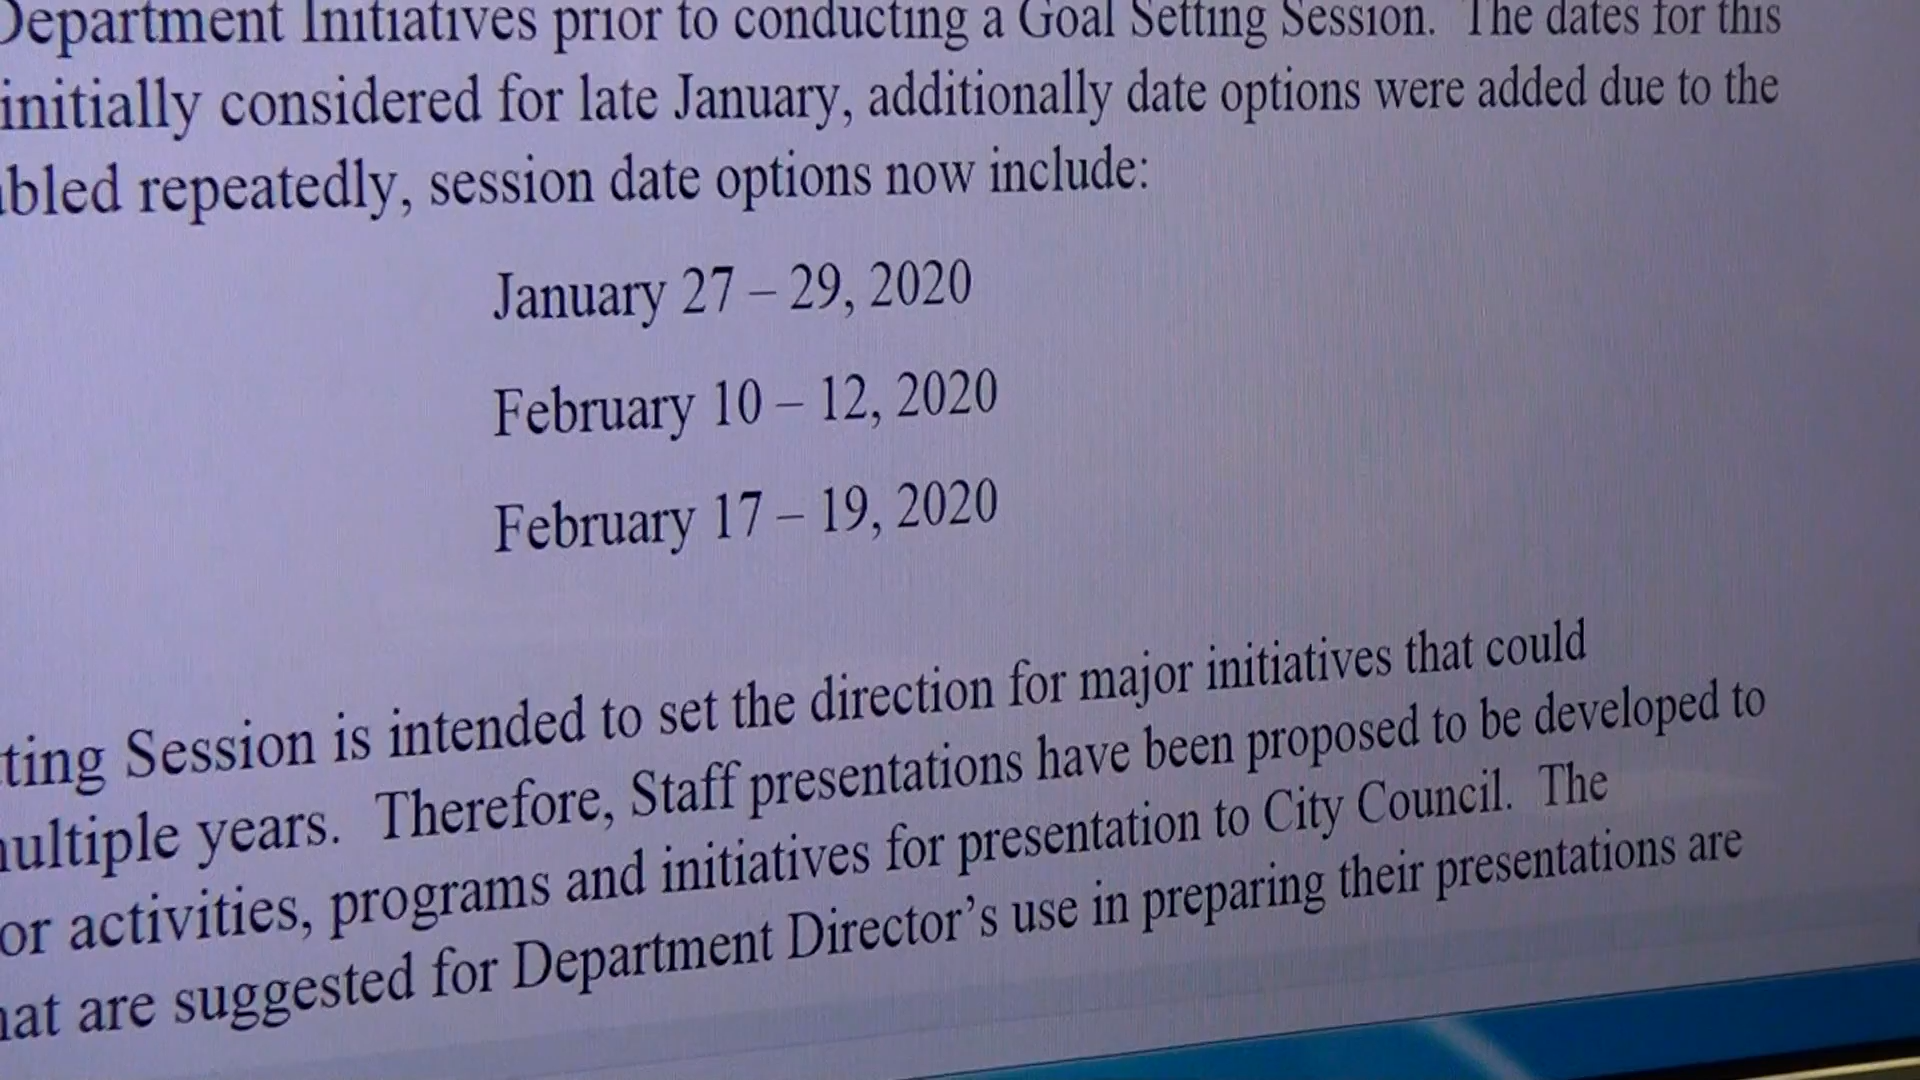 Department Initiatives prior to conducting a Goal Setting Session. The dates for this
initially considered for late January, additionally date options were added due to the
repeatedly, session date options now include:
January 27 – 29, 2020
February 10 – 12, 2020
February 17 – 19, 2020
Session is intended to set the direction for major initiatives that could
years. Therefore, Staff presentations have been proposed to be developed to
or activities, programs and initiatives for presentation to City Council. The
are suggested for Department Director’s use in preparing their presentations are